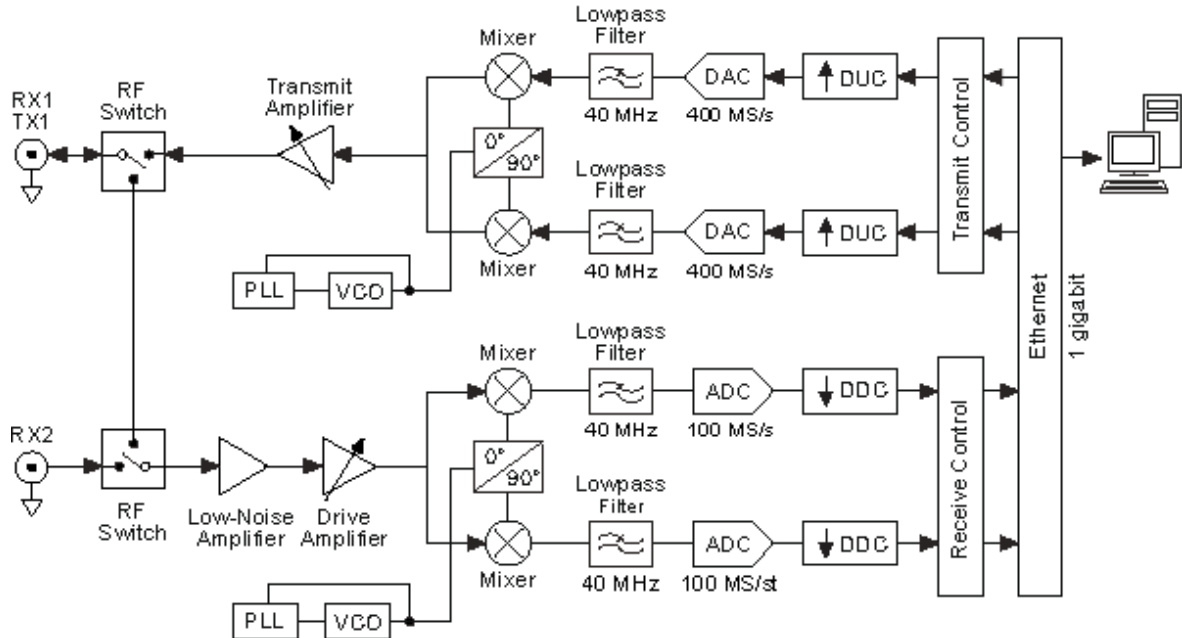 Lowpass
Filter
Mixer
DAC
DUC
40 MHz
400 MS/s
RX1
TX1
RF
Switch
Transmit
Amplifier
0°
90°
Lowpass
Filter
DAC
DUC
Mixer
40 MHz
400 MS/s
Transmit Control
PLL
VCO
Ethernet
1 gigabit
Lowpass
Filter
Mixer
ADC
DDC
40 MHz
100 MS/s
RX2
RF
Switch
Low-Noise
Amplifier
Drive
Amplifier
0°
90°
Lowpass
Filter
ADC
DDC
Mixer
40 MHz
100 MS/st
Receive Control
PLL
VCO